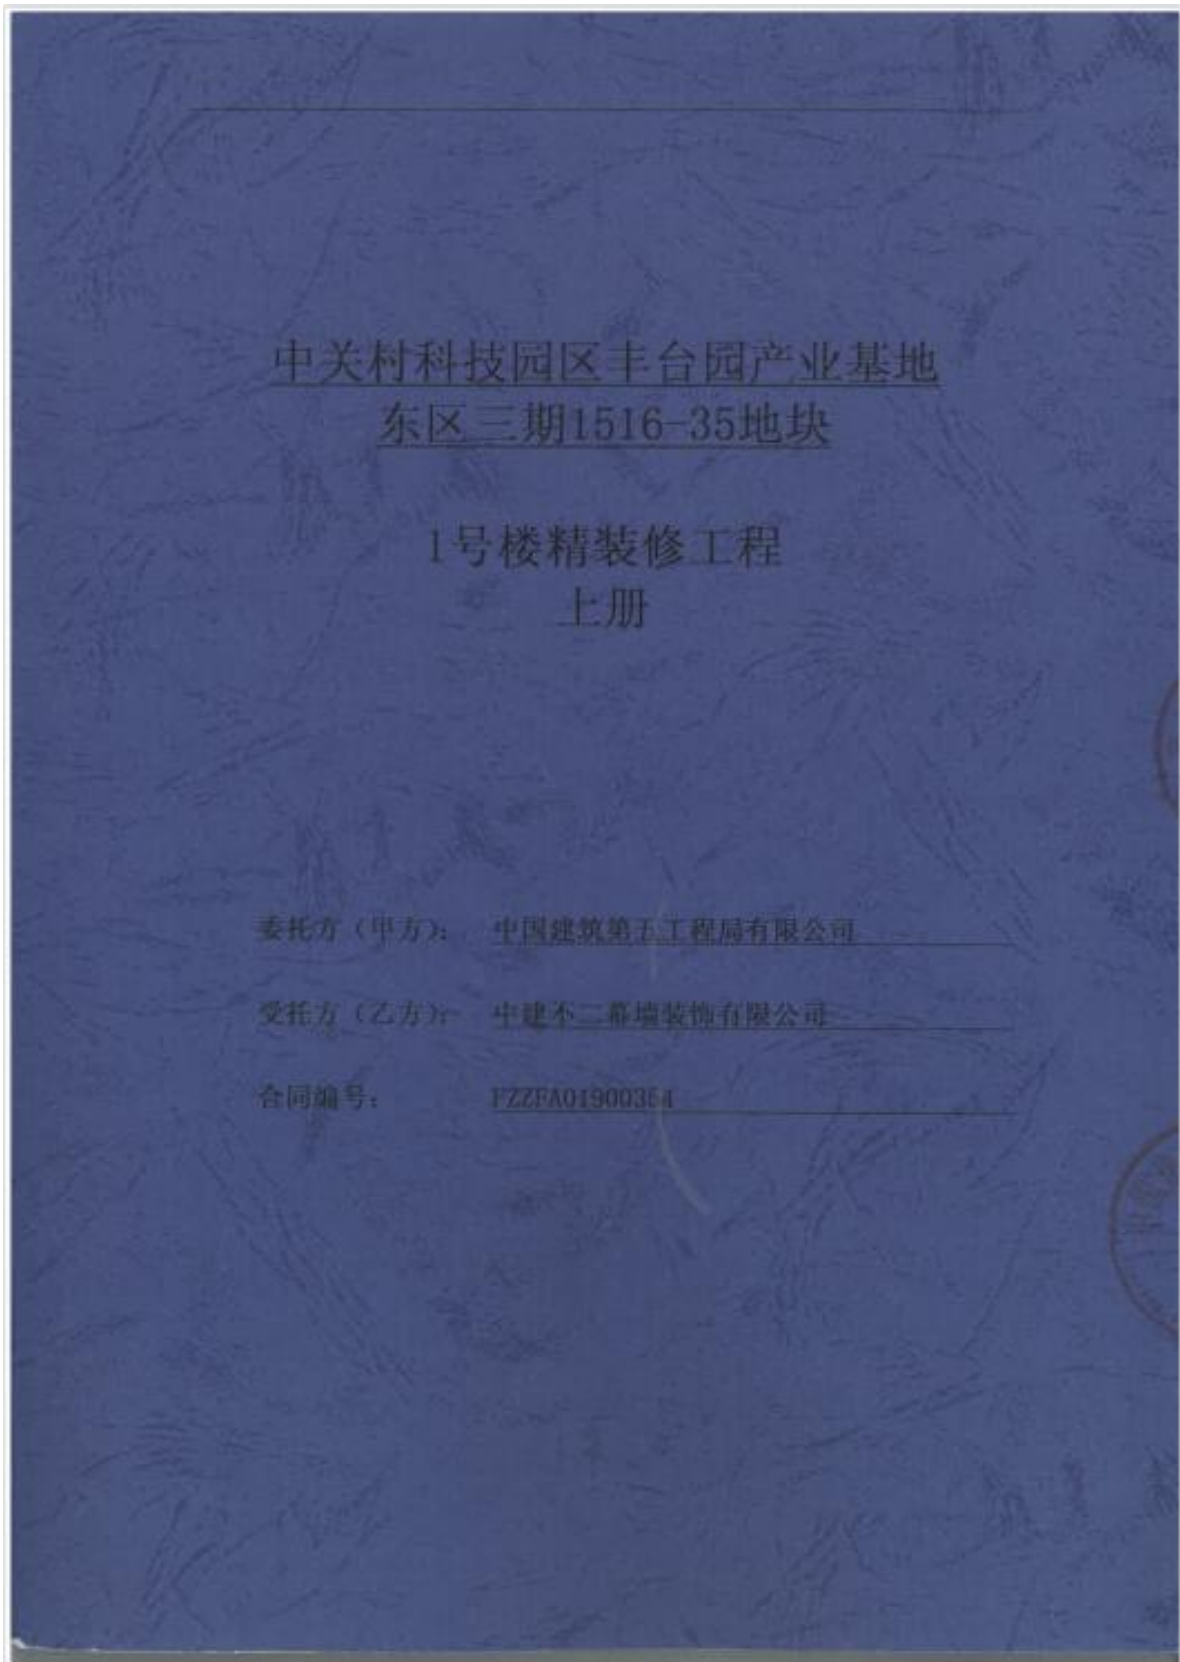 中关村科技园区丰台园产业基地
东区三期1516-35地块
1号楼精装修工程
上册
委托方（甲方）： 中国建筑第五工程局有限公司
受托方（乙方）： 中建不二幕墙装饰有限公司
合同编号： FZZFA01900354